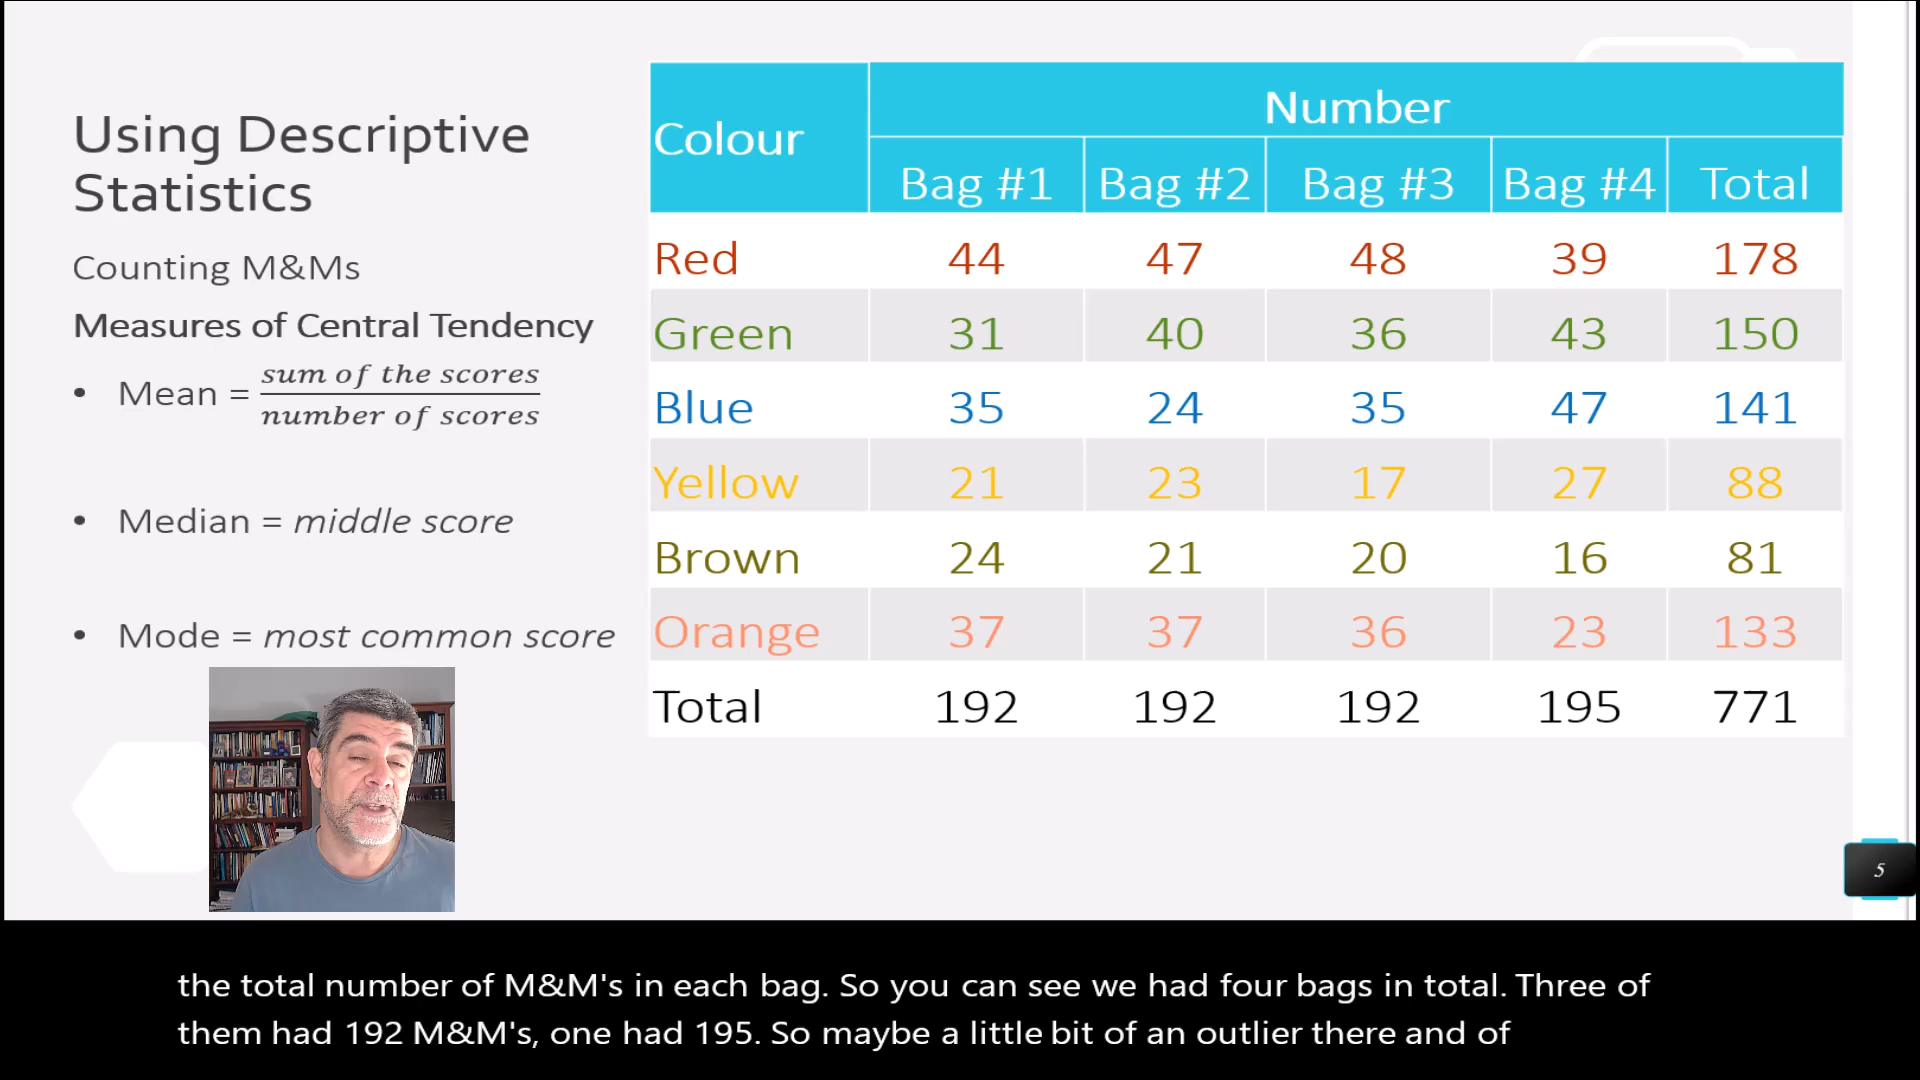 Using Descriptive
Statistics
Counting M&Ms
Measures of Central Tendency
• Mean = sum of the scores
number of scores
• Median = middle score
• Mode = most common score
Colour Number
Bag #1 Bag #2 Bag #3 Bag #4 Total
Red 44 47 48 39 178
Green 31 40 36 43 150
Blue 35 24 35 47 141
Yellow 21 23 17 27 88
Brown 24 21 20 16 81
Orange 37 37 36 23 133
Total 192 192 192 195 771
5
the total number of M&M's in each bag. So you can see we had four bags in total. Three of
them had 192 M&M's, one had 195. So maybe a little bit of an outlier there and of